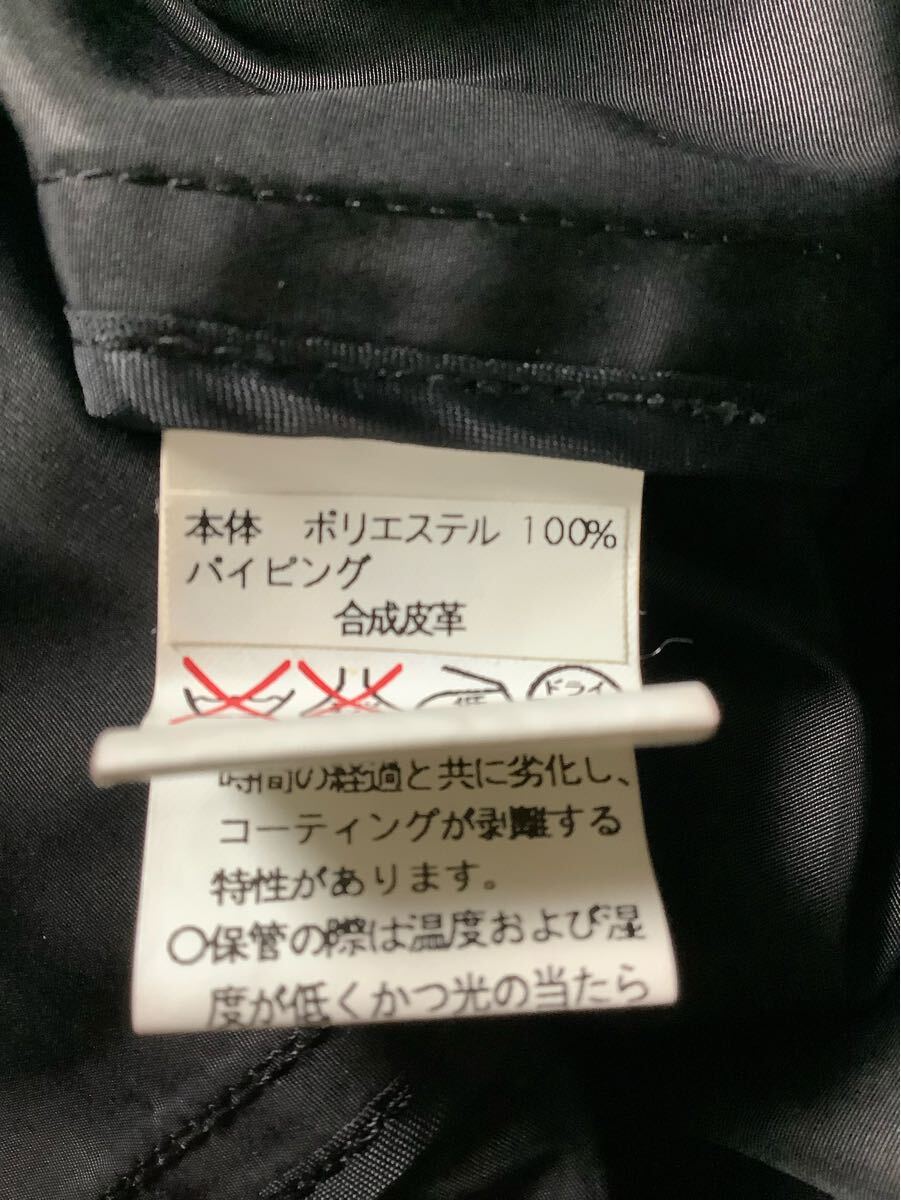 本体 ポリエステル 100%
パイピング
合成皮革
ドライ
時間の経過と共に劣化し、
コーティングが剥離する
特性があります。
○保管の際は温度および湿
度が低くかつ光の当たら